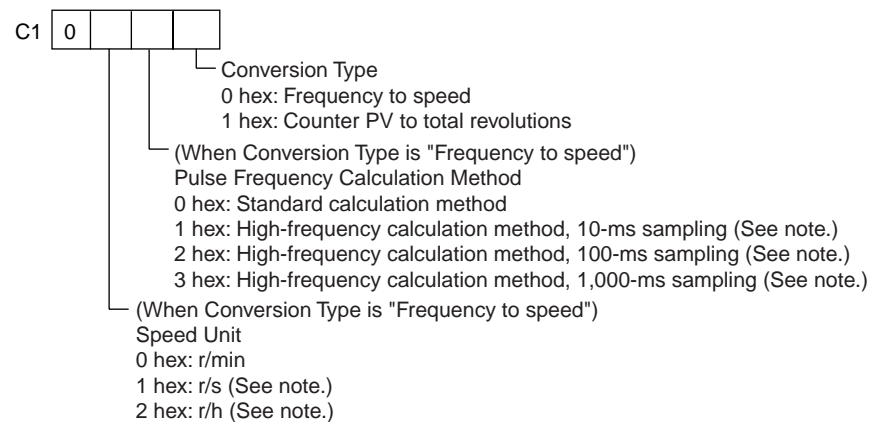 C1 0
Conversion Type
0 hex: Frequency to speed
1 hex: Counter PV to total revolutions
(When Conversion Type is "Frequency to speed")
Pulse Frequency Calculation Method
0 hex: Standard calculation method
1 hex: High-frequency calculation method, 10-ms sampling (See note.)
2 hex: High-frequency calculation method, 100-ms sampling (See note.)
3 hex: High-frequency calculation method, 1,000-ms sampling (See note.)
(When Conversion Type is "Frequency to speed")
Speed Unit
0 hex: r/min
1 hex: r/s (See note.)
2 hex: r/h (See note.)